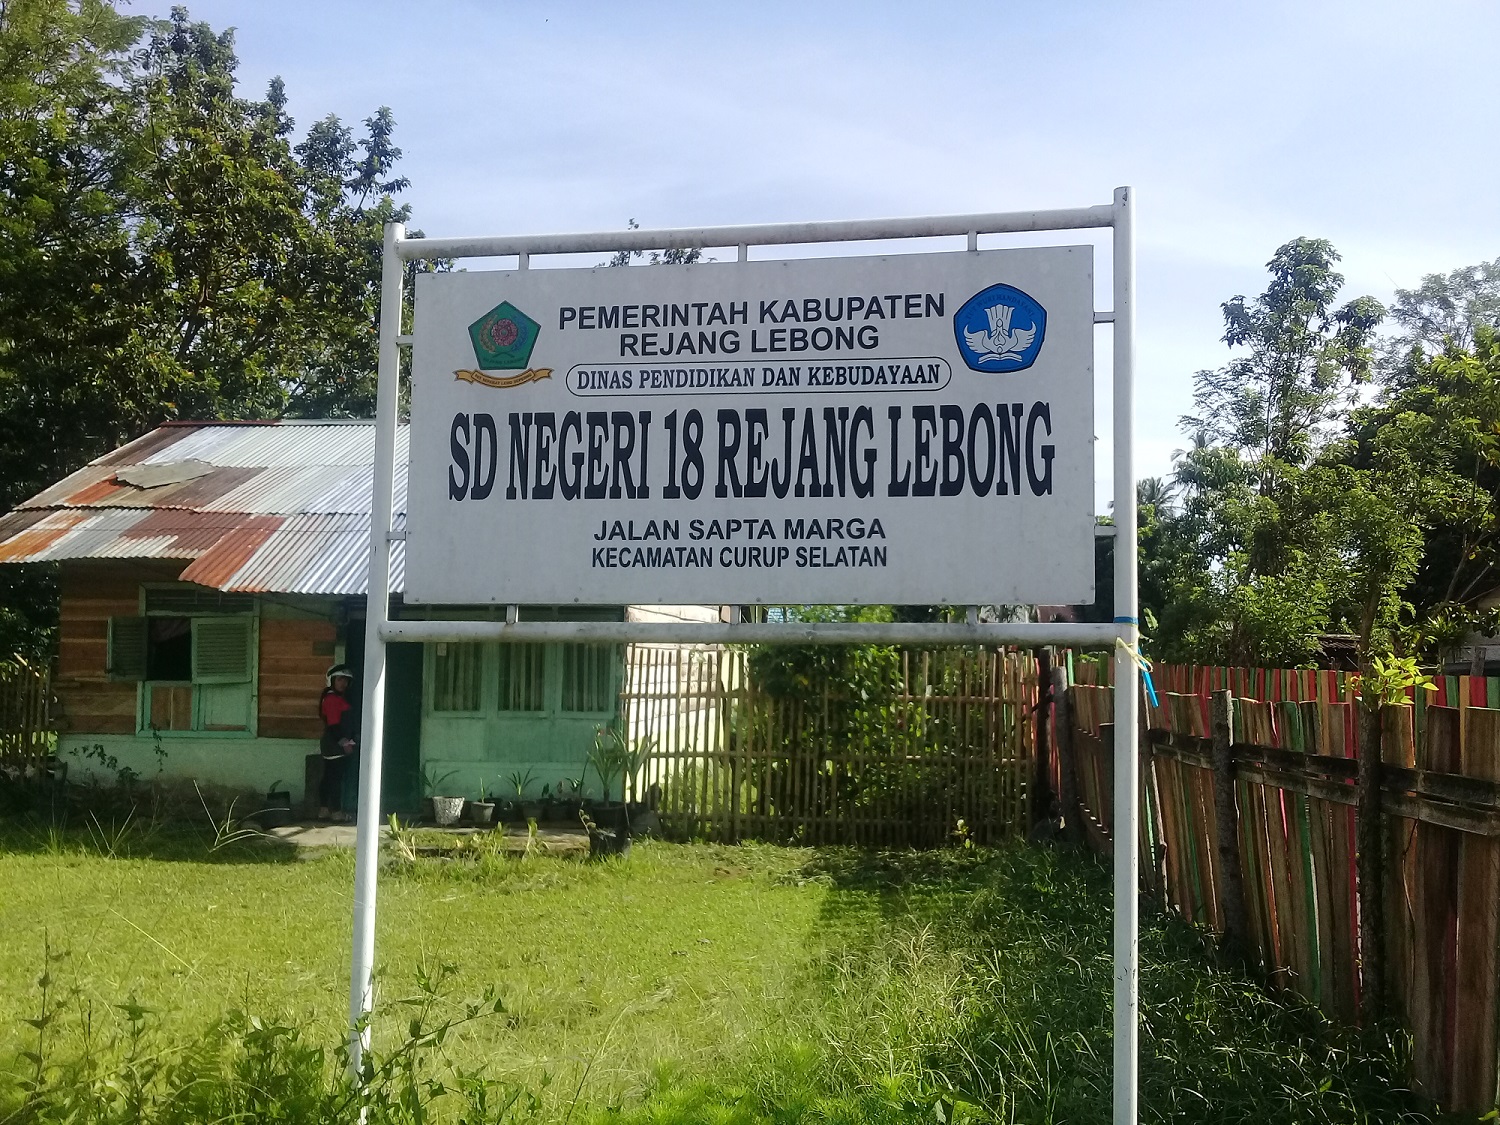 PEMERINTAH KABUPATEN
REJANG LEBONG
DINAS PENDIDIKAN DAN KEBUDAYAAN
SD NEGERI 18 REJANG LEBONG
JALAN SAPTA MARGA
KECAMATAN CURUP SELATAN